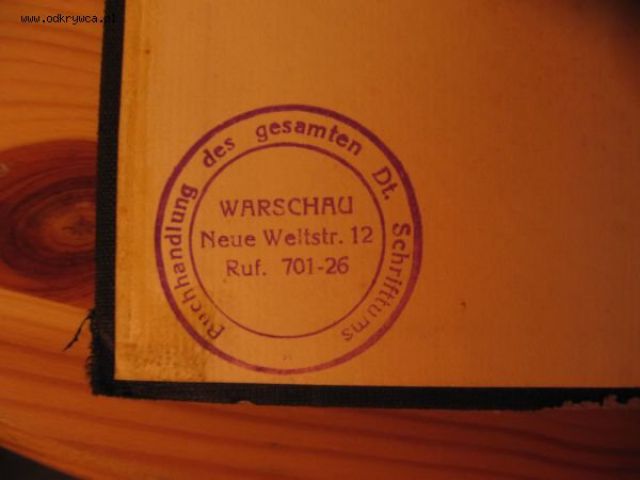 www.odkrywca.pl
Buchhandlung des gesamten Dt. Schrifttums
WARSCHAU
Neue Weltstr. 12
Ruf. 701-26